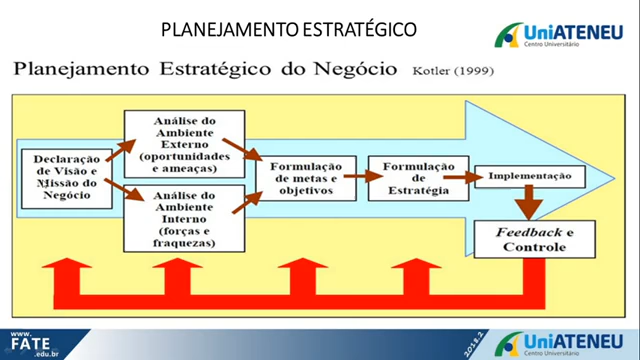 PLANEJAMENTO ESTRATÉGICO
UniATENEU
Centro Universitário
Planejamento Estratégico do Negócio Kotler (1999)
Declaração
de Visão e
Missão do
Negócio
Análise do
Ambiente
Externo
(oportunidades
e ameaças)
Análise do
Ambiente
Interno
(forças e
fraquezas)
Formulação
de metas e
objetivos
Formulação
de
Estratégia
Implementação
Feedback e
Controle
www.
FATE
.edu.br
2018.2
UniATENEU
Centro Universitário